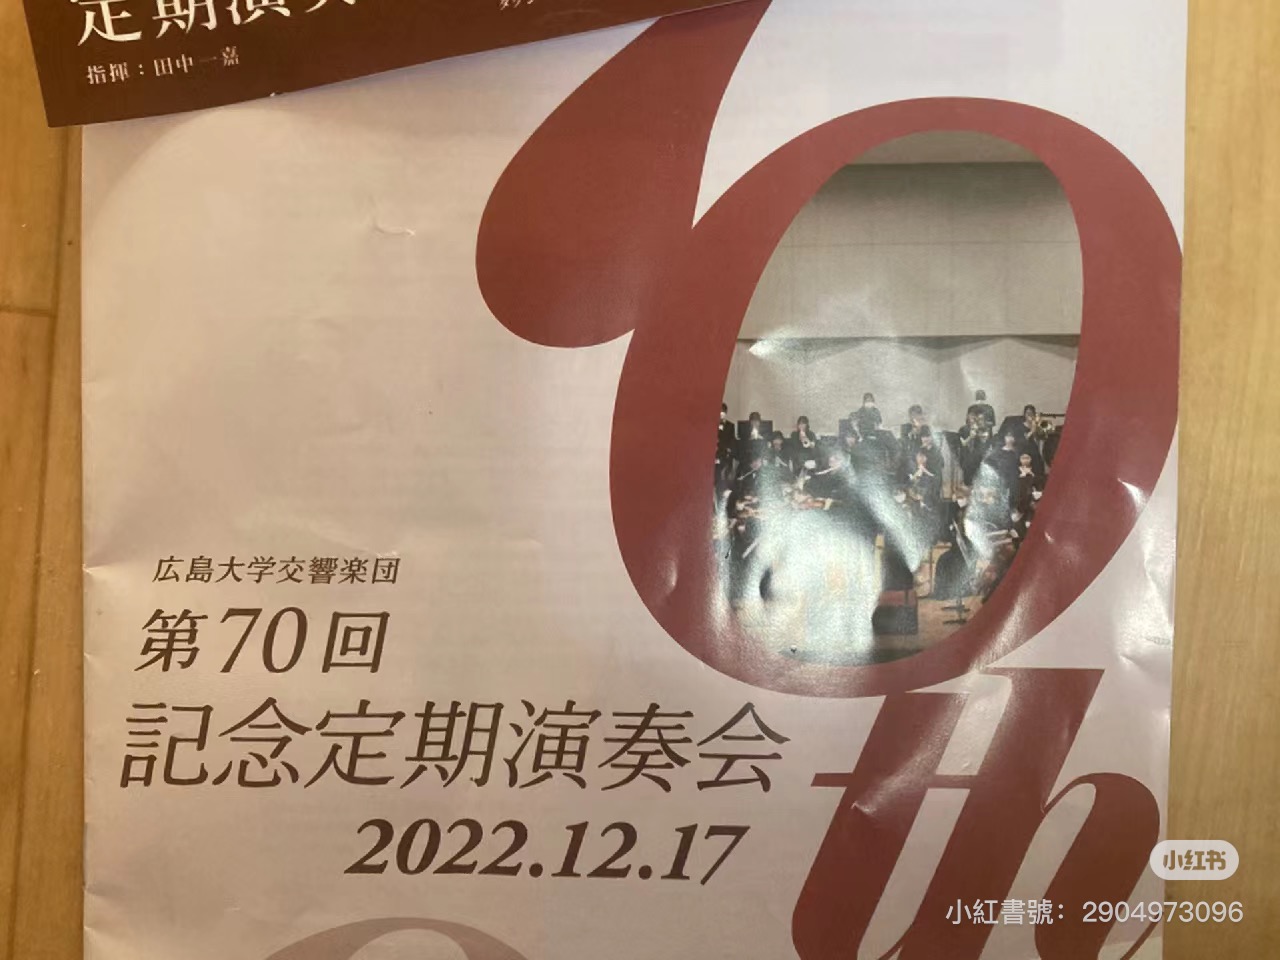 定期演奏
指揮：田中一嘉
0th
広島大学交響楽団
第70回
記念定期演奏会
2022.12.17
小红书
小紅書號：2904973096